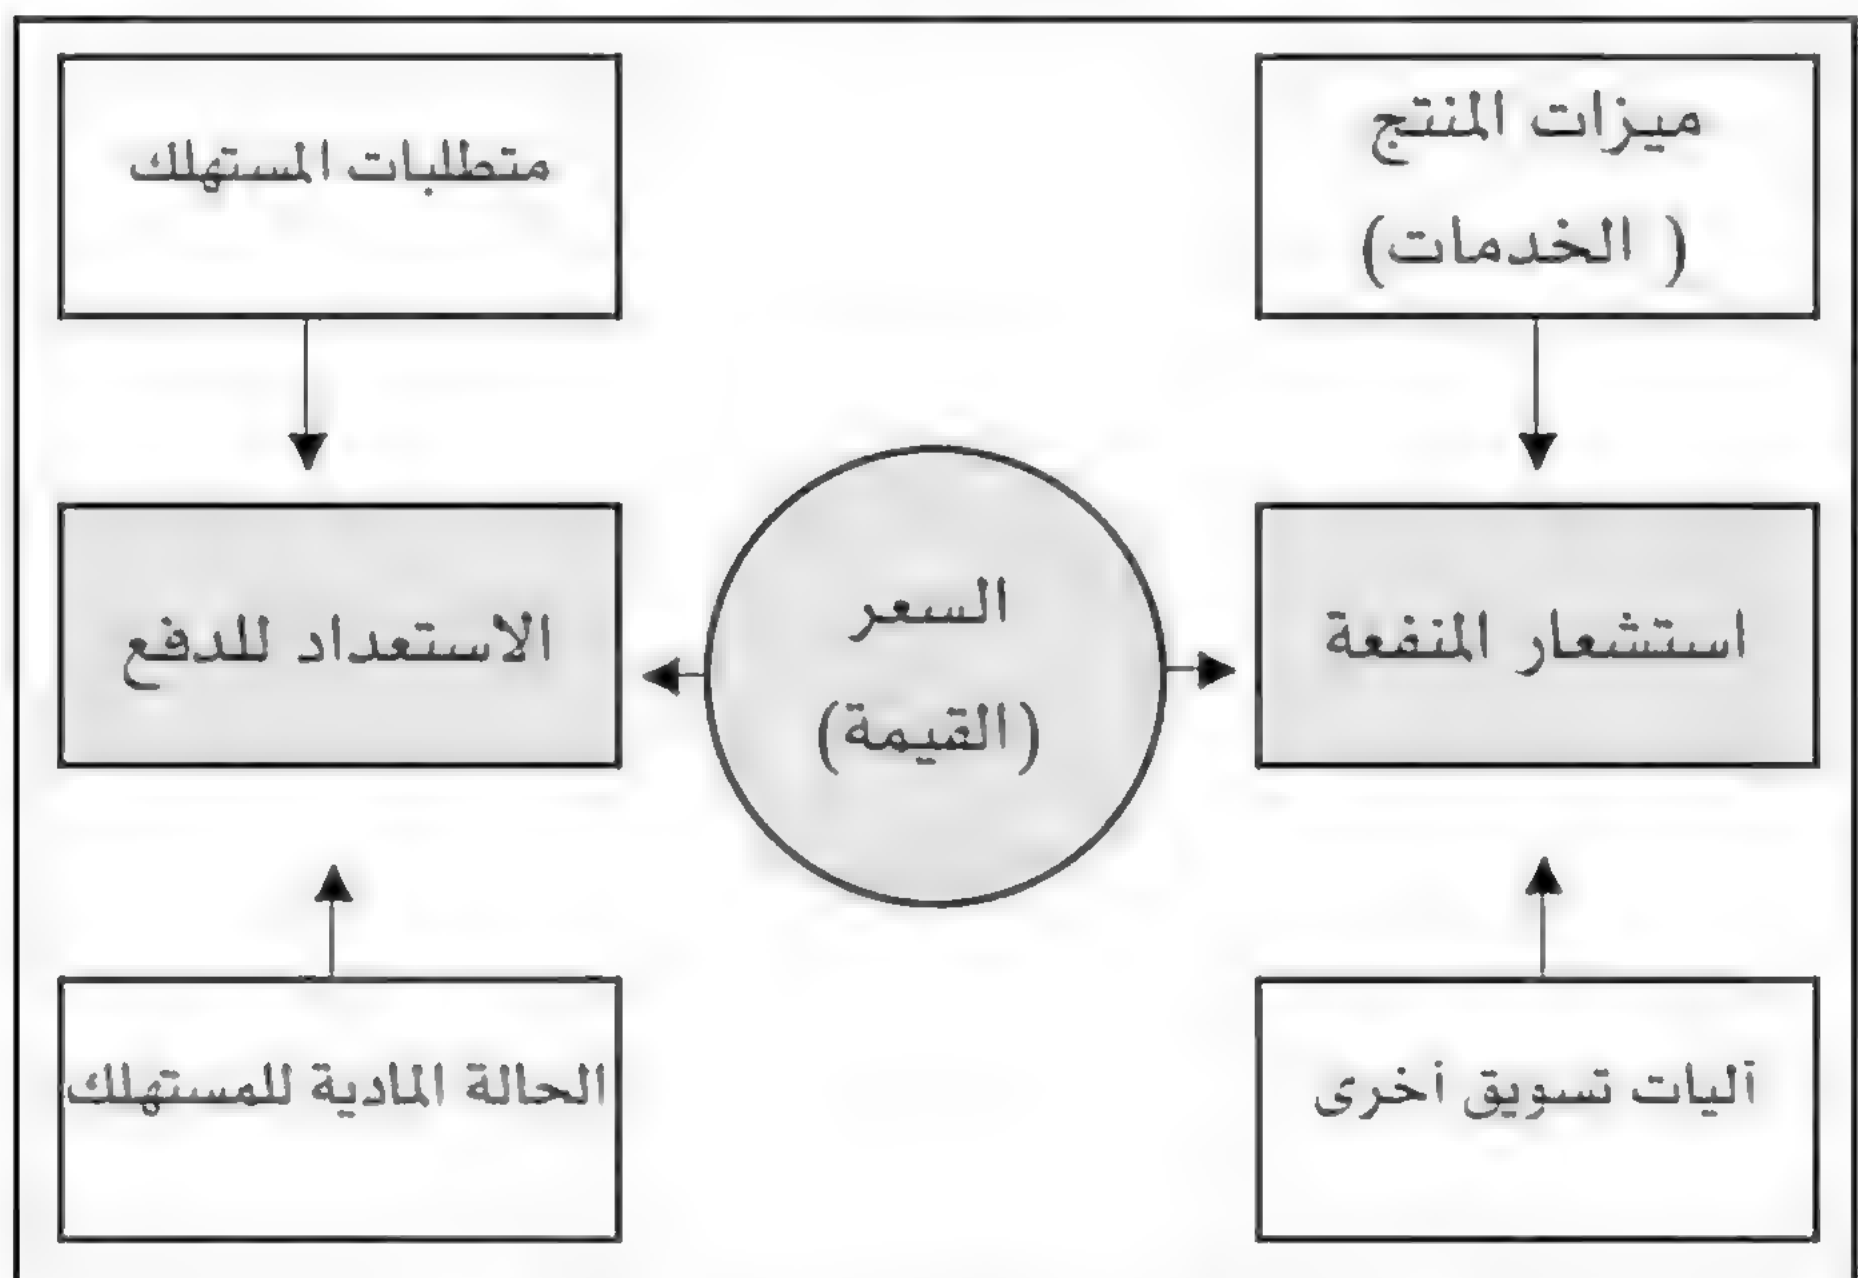 ميزات المنتج
( الخدمات)
متطلبات المستهلك
استشعار المنفعة
السعر
(القيمة)
الاستعداد للدفع
آليات تسويق أخرى
الحالة المادية للمستهلك